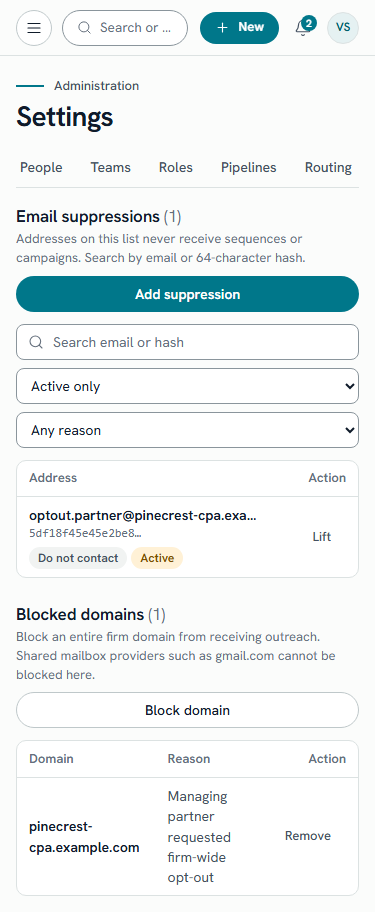 Search or ...
New
2
VS
Administration
Settings
People Teams Roles Pipelines Routing
Email suppressions (1)
Addresses on this list never receive sequences or
campaigns. Search by email or 64-character hash.
Add suppression
Search email or hash
Active only
Any reason
Address Action
optout.partner@pinecrest-cpa.exa...
5df18f45e45e2be8…
Lift
Do not contact Active
Blocked domains (1)
Block an entire firm domain from receiving outreach.
Shared mailbox providers such as gmail.com cannot be
blocked here.
Block domain
Domain Reason Action
pinecrest-
cpa.example.com
Managing
partner
requested
firm-wide
opt-out
Remove